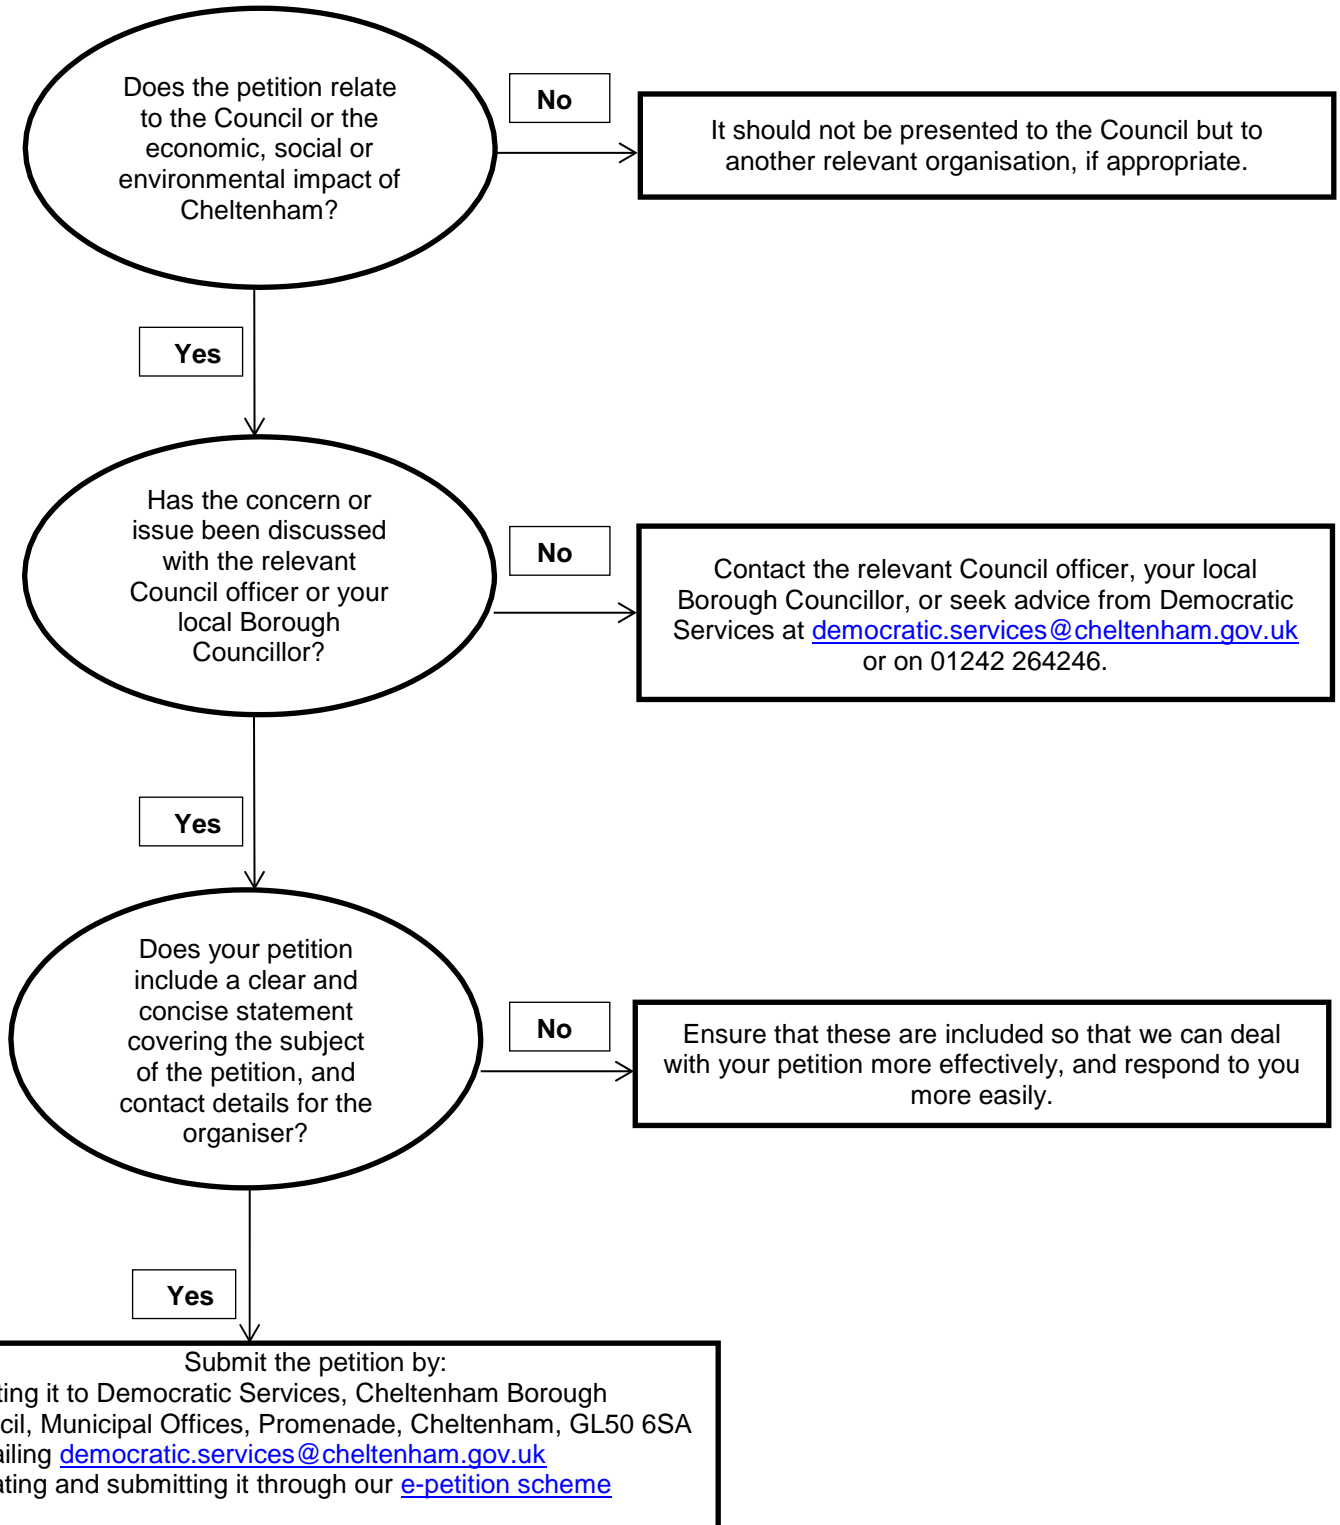 Does the petition relate
to the Council or the
economic, social or
environmental impact of
Cheltenham?
No
It should not be presented to the Council but to
another relevant organisation, if appropriate.
Yes
Has the concern or
issue been discussed
with the relevant
Council officer or your
local Borough
Councillor?
No
Contact the relevant Council officer, your local
Borough Councillor, or seek advice from Democratic
Services at democratic.services@cheltenham.gov.uk
or on 01242 264246.
Yes
Does your petition
include a clear and
concise statement
covering the subject
of the petition, and
contact details for the
organiser?
No
Ensure that these are included so that we can deal
with your petition more effectively, and respond to you
more easily.
Yes
Submit the petition by:
it to Democratic Services, Cheltenham Borough
Municipal Offices, Promenade, Cheltenham, GL50 6SA
democratic.services@cheltenham.gov.uk
and submitting it through our e-petition scheme